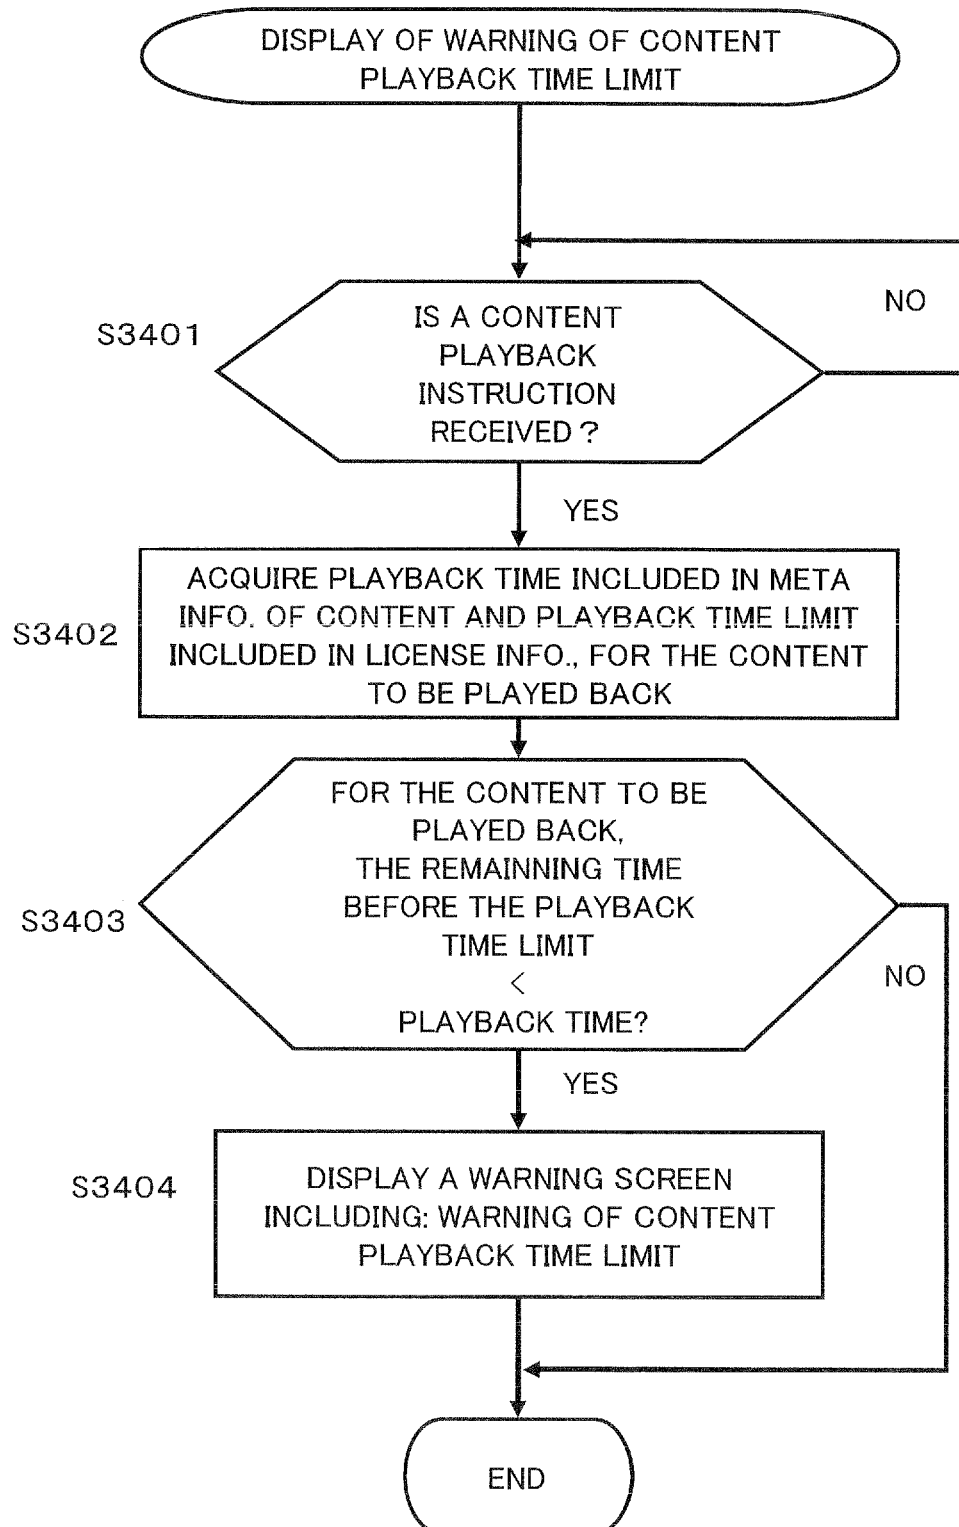 DISPLAY OF WARNING OF CONTENT
PLAYBACK TIME LIMIT
NO
S3401
IS A CONTENT
PLAYBACK
INSTRUCTION
RECEIVED?
YES
S3402
ACQUIRE PLAYBACK TIME INCLUDED IN META
INFO. OF CONTENT AND PLAYBACK TIME LIMIT
INCLUDED IN LICENSE INFO., FOR THE CONTENT
TO BE PLAYED BACK
S3403
FOR THE CONTENT TO BE
PLAYED BACK,
THE REMAINNING TIME
BEFORE THE PLAYBACK
TIME LIMIT
<
PLAYBACK TIME?
NO
YES
S3404
DISPLAY A WARNING SCREEN
INCLUDING: WARNING OF CONTENT
PLAYBACK TIME LIMIT
END